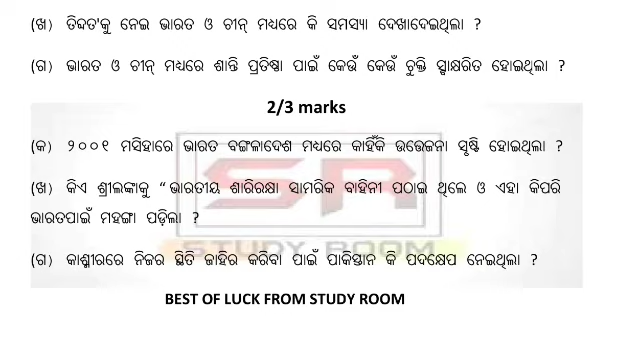 (ଖ) ତିବ୍ଦତ'କୁ ନେଇ ଭାରତ ଓ ଚୀନ୍ ମଧ୍ୟରେ କି ସମସ୍ୟା ଦେଖାଦେଇଥିଲା ?
(ଗ) ଭାରତ ଓ ଚୀନ୍ ମଧ୍ୟରେ ଶାନ୍ତି ପ୍ରତିଷ୍ଠା ପାଇଁ କେଉଁ କେଉଁ ଚୁକ୍ତି ସ୍ବାକ୍ଷରିତ ହୋଇଥିଲା ?
2/3 marks
(କ) ୨୦୦୧ ମସିହାରେ ଭାରତ ବଙ୍ଗଳାଦେଶ ମଧ୍ୟରେ କାହିଁକି ଉତ୍ତେଜନା ସୃଷ୍ଟି ହୋଇଥିଲା ?
(ଖ) କିଏ ଶ୍ରୀଲଙ୍କାକୁ “ ଭାରତୀୟ ଶାରିରକ୍ଷା ସାମରିକ ବାହିନୀ ପଠାଇ ଥିଲେ ଓ ଏହା କିପରି
ଭାରତପାଇଁ ମହଙ୍ଗା ପଡ଼ିଲା ?
(ଗ) କାଶ୍ମୀରରେ ନିଜର ସ୍ଥିତି ଜାହିର କରିବା ପାଇଁ ପାକିସ୍ତାନ କି ପଦକ୍ଷେପ ନେଇଥିଲା ?
SR
STUDY ROOM
BEST OF LUCK FROM STUDY ROOM